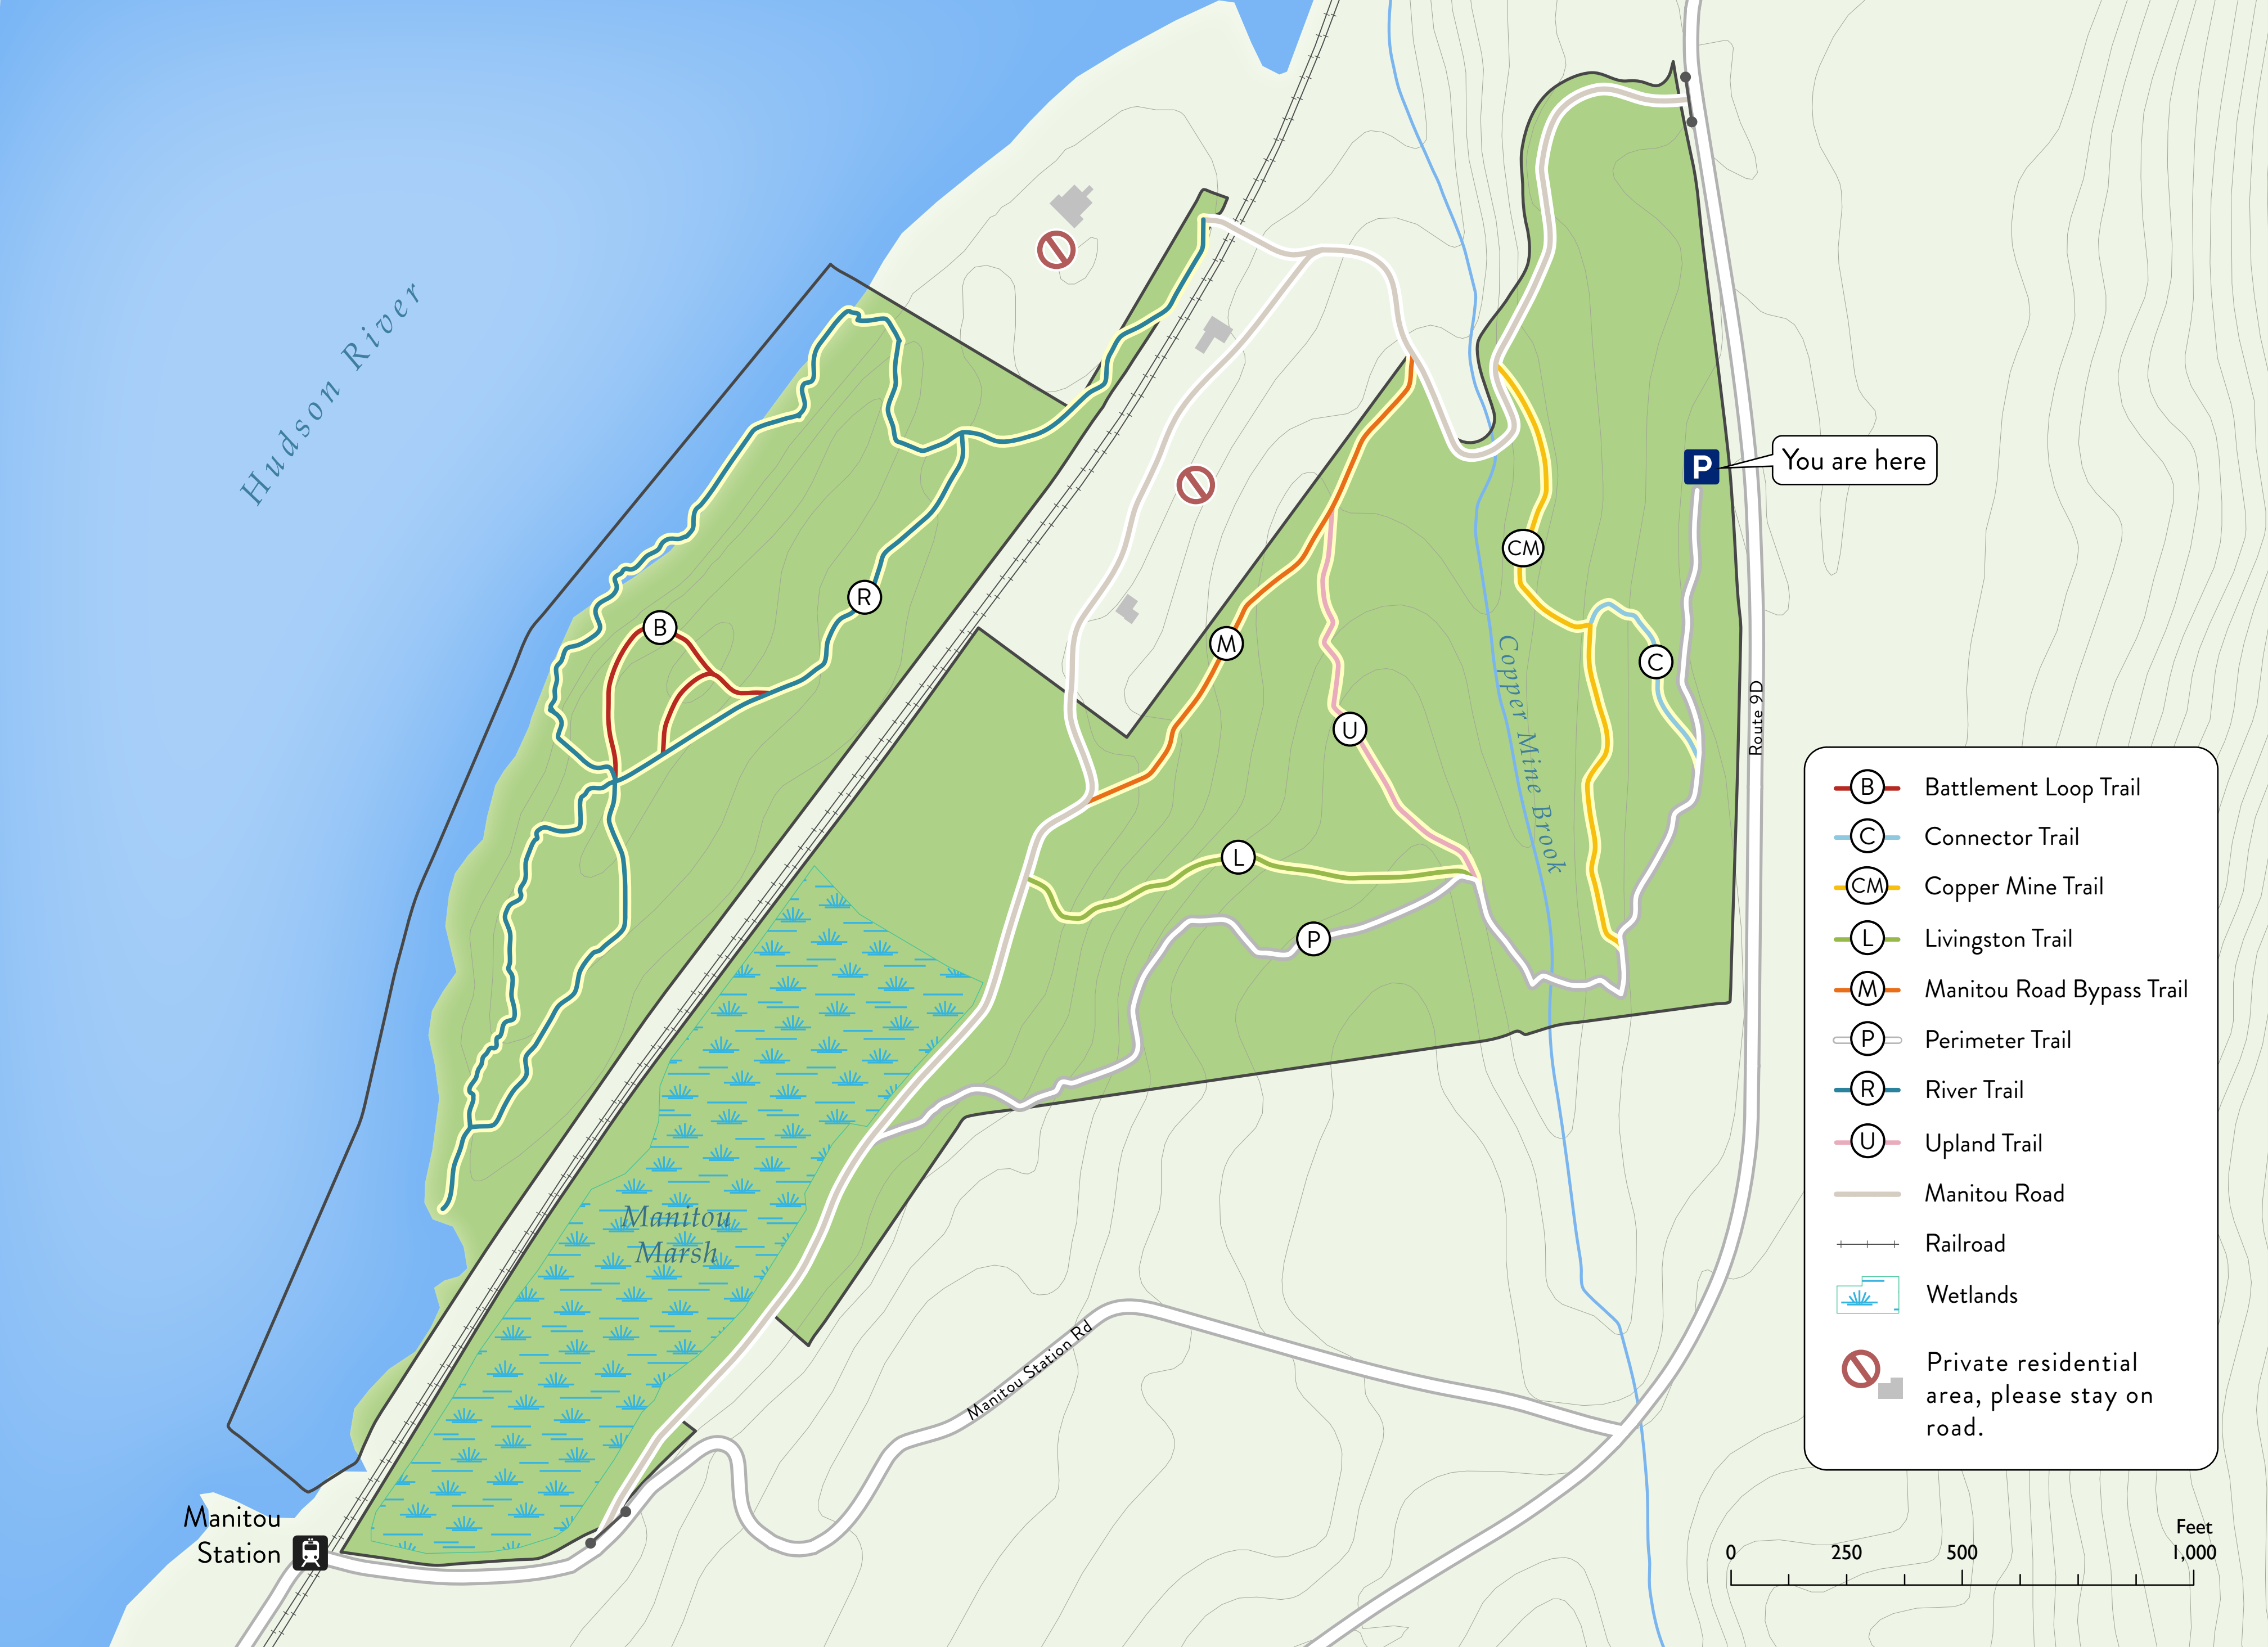 Hudson River
You are here
P
CM
R
B
M
C
U
Copper Mine Brook
Route 9D
L
P
Manitou
Marsh
Manitou Station Rd
Manitou
Station
B Battlement Loop Trail
C Connector Trail
CM Copper Mine Trail
L Livingston Trail
M Manitou Road Bypass Trail
P Perimeter Trail
R River Trail
U Upland Trail
Manitou Road
Railroad
Wetlands
Private residential
area, please stay on
road.
Feet
0 250 500 1,000